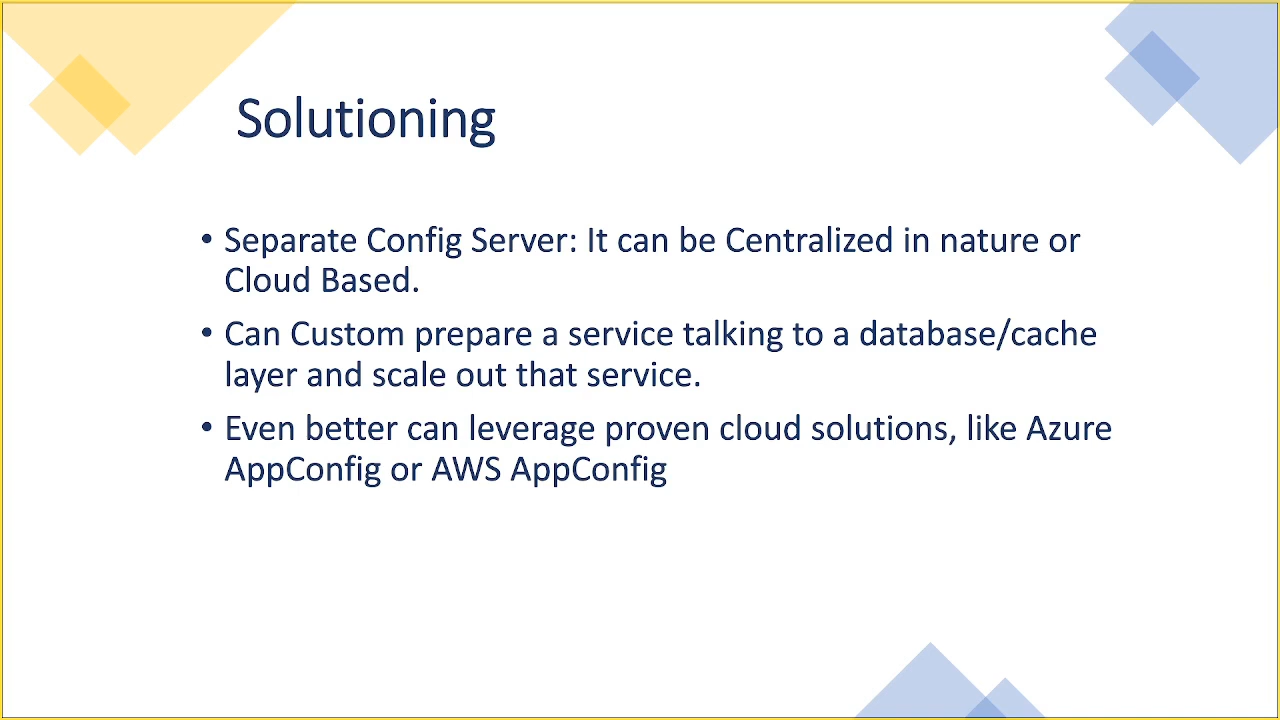 Solutioning
• Separate Config Server: It can be Centralized in nature or
Cloud Based.
• Can Custom prepare a service talking to a database/cache
layer and scale out that service.
• Even better can leverage proven cloud solutions, like Azure
AppConfig or AWS AppConfig